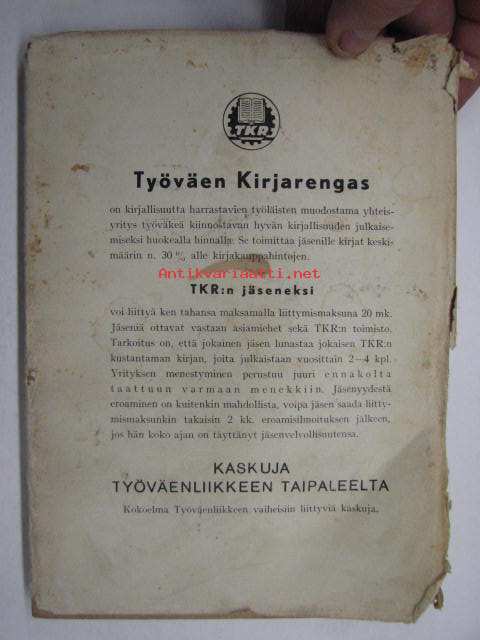 TKR
Työväen Kirjarengas
on kirjallisuutta harrastavien työläisten muodostama yhteis-
yritys työväkeä kiinnostavan hyvän kirjallisuuden julkaise-
miseksi huokealla hinnalla. Se toimittaa jäsenille kirjat keski-
määrin n. 30 % alle kirjakauppahintojen.
Antikvariaatti.net
TKR:n jäseneksi
voi liittyä ken tahansa maksamalla liittymismaksuna 20 mk.
Jäseniä ottavat vastaan asiamiehet sekä TKR:n toimisto.
Tarkoitus on, että jokainen jäsen lunastaa jokaisen TKR:n
kustantaman kirjan, joita julkaistaan vuosittain 2—4 kpl.
Yrityksen menestyminen perustuu juuri ennakolta
taattuun varmaan menekkiin. Jäsenyydestä
eroaminen on kuitenkin mahdollista, voipa jäsen saada liitty-
mismaksunkin takaisin 2 kk. eroamisilmoituksen jälkeen,
jos hän koko ajan on täyttänyt jäsenvelvollisuutensa.
KASKUJA
TYÖVÄENLIIKKEEN TAIPALEELTA
Kokoelma Työväenliikkeen vaiheisiin liittyviä kaskuja.